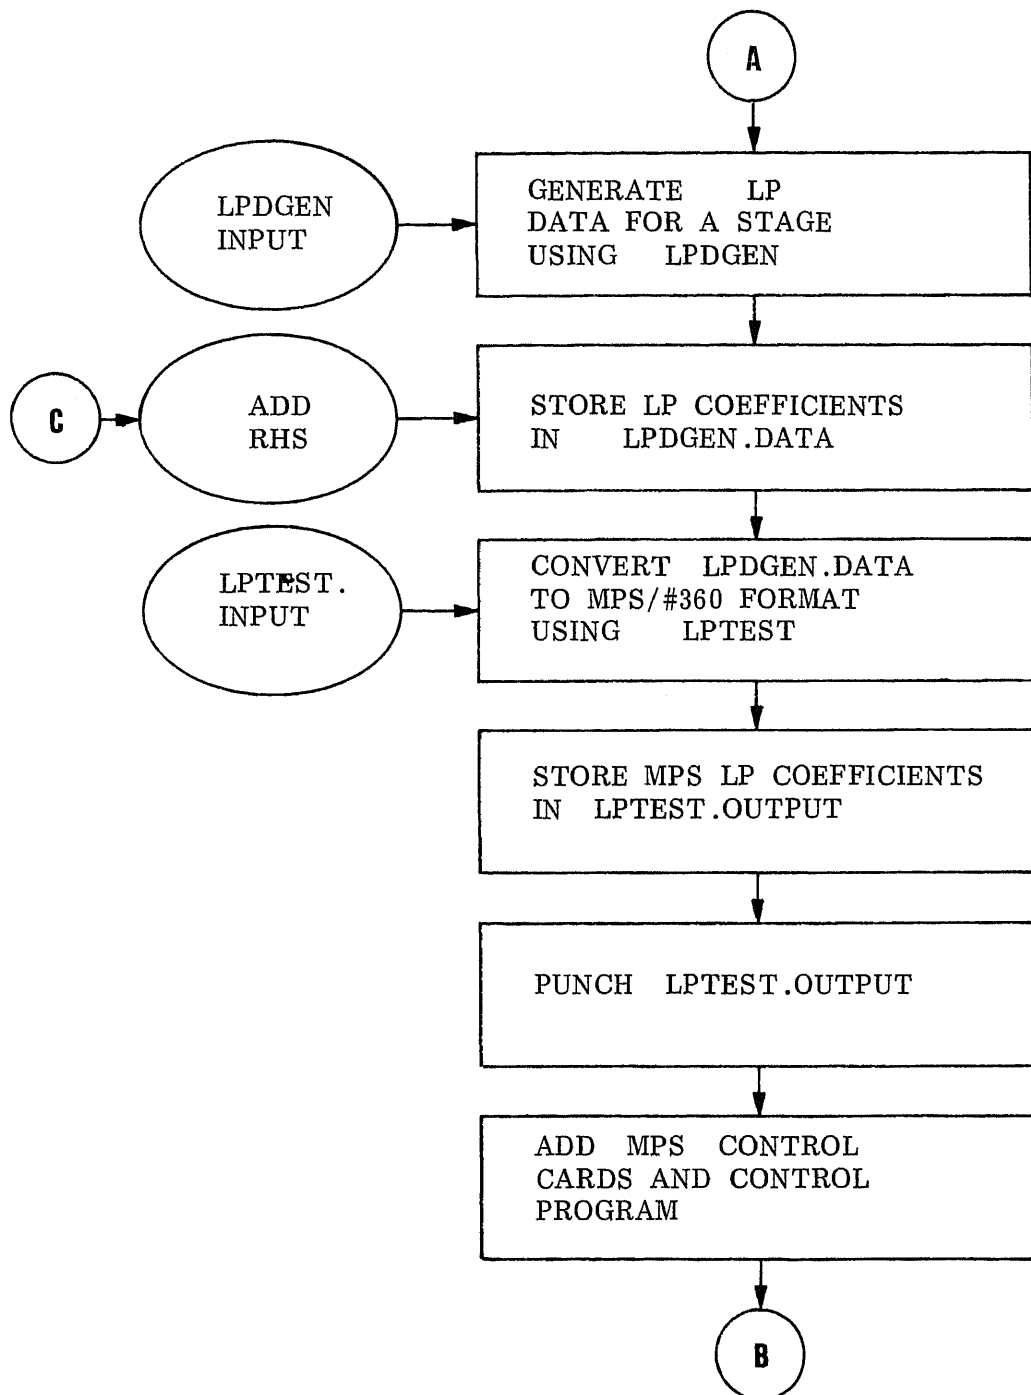 A
LPDGEN
INPUT
GENERATE LP
DATA FOR A STAGE
USING LPDGEN
C
ADD
RHS
STORE LP COEFFICIENTS
IN LPDGEN.DATA
LPTEST.
INPUT
CONVERT LPDGEN.DATA
TO MPS/#360 FORMAT
USING LPTEST
STORE MPS LP COEFFICIENTS
IN LPTEST.OUTPUT
PUNCH LPTEST.OUTPUT
ADD MPS CONTROL
CARDS AND CONTROL
PROGRAM
B